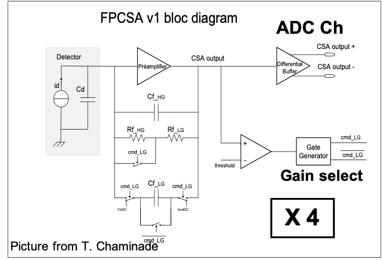 FPCSA v1 bloc diagram
ADC Ch
Detector
id
Cd
Préamplifier
CSA output
Differential
Buffer
CSA output +
CSA output -
Cf_HG
Rf_HG
Rf_LG
cmd_LG
cmd_LG
Cf_LG
cmd_LG
cmd_LG
+
-
threshold
Gate
Generator
cmd_LG
cmd_LG
Gain select
X 4
Picture from T. Chaminade